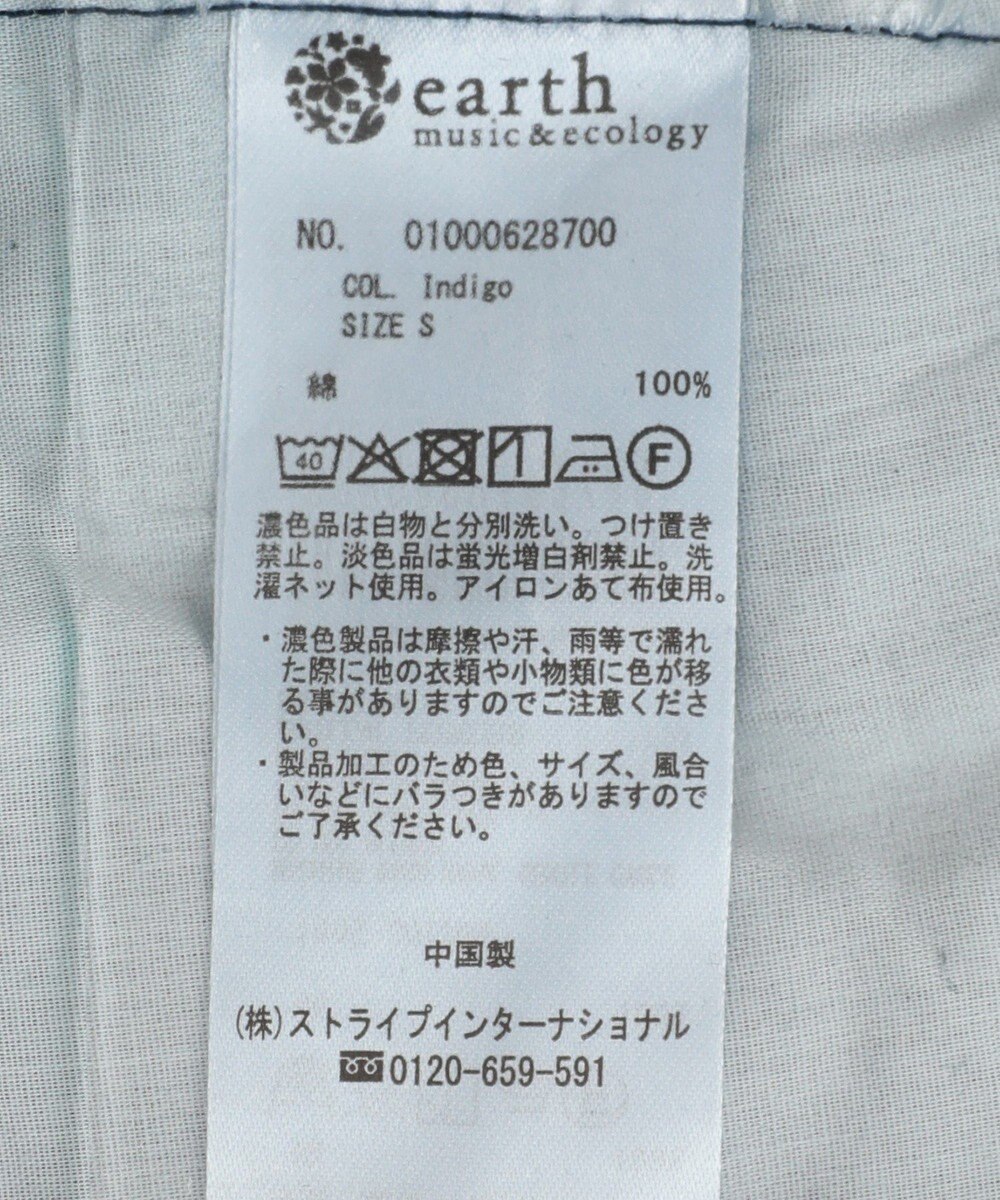 earth
music&ecology
NO. 01000628700
COL. Indigo
SIZE S
綿 100%
40 F
濃色品は白物と分別洗い。つけ置き
禁止。淡色品は蛍光増白剤禁止。洗
濯ネット使用。アイロンあて布使用。
・濃色製品は摩擦や汗、雨等で濡れ
た際に他の衣類や小物類に色が移
る事がありますのでご注意くださ
い。
・製品加工のため色、サイズ、風合
いなどにバラつきがありますので
ご了承ください。
中国製
(株)ストライプインターナショナル
0120-659-591